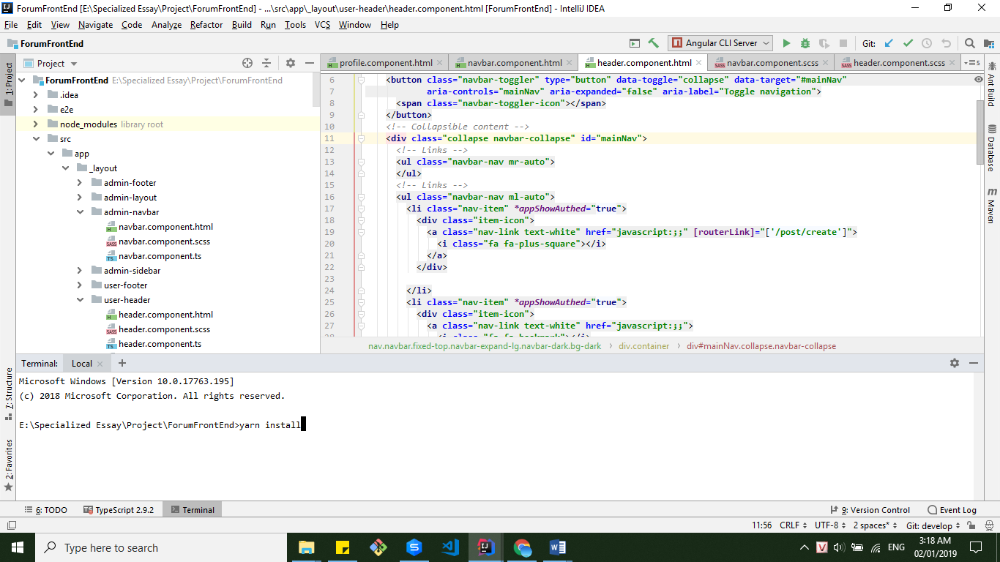 ForumFrontEnd [E:\Specialized Essay\Project\ForumFrontEnd] - ...\src\app\_layout\user-header\header.component.html [ForumFrontEnd] - IntelliJ IDEA
File Edit View Navigate Code Analyze Refactor Build Run Tools VCS Window Help
ForumFrontEnd Angular CLI Server Git:
Project profile.component.html navbar.component.html header.component.html navbar.component.scss header.component.scss 5
1: Project
ForumFrontEnd E:\Specialized Essay\Project\ForumFrontEnd
.idea
e2e
node_modules library root
src
app
_layout
admin-footer
admin-layout
admin-navbar
navbar.component.html
navbar.component.scss
navbar.component.ts
admin-sidebar
user-footer
user-header
header.component.html
header.component.scss
header.component.ts
6 <button class="navbar-toggler" type="button" data-toggle="collapse" data-target="#mainNav"
7 aria-controls="mainNav" aria-expanded="false" aria-label="Toggle navigation">
8 <span class="navbar-toggler-icon"></span>
9 </button>
10 <!-- Collapsible content -->
11 <div class="collapse navbar-collapse" id="mainNav">
12 <!-- Links -->
13 <ul class="navbar-nav mr-auto">
14 </ul>
15 <!-- Links -->
16 <ul class="navbar-nav ml-auto">
17 <li class="nav-item" *appShowAuthed="true">
18 <div class="item-icon">
19 <a class="nav-link text-white" href="javascript:;;" [routerLink]="['/post/create']">
20 <i class="fa fa-plus-square"></i>
21 </a>
22 </div>
23
24 </li>
25 <li class="nav-item" *appShowAuthed="true">
26 <div class="item-icon">
27 <a class="nav-link text-white" href="javascript:;;">
28 <i class="fa fa-bookmark"></i>
nav.navbar.fixed-top.navbar-expand-lg.navbar-dark.bg-dark div.container div#mainNav.collapse.navbar-collapse
Ant Build
Database
m Maven
Terminal: Local
Microsoft Windows [Version 10.0.17763.195]
(c) 2018 Microsoft Corporation. All rights reserved.
E:\Specialized Essay\Project\ForumFrontEnd>yarn install
7: Structure
2: Favorites
6: TODO TypeScript 2.9.2 Terminal 9: Version Control Event Log
11:56 CRLF UTF-8 2 spaces* Git: develop
Type here to search ENG 3:18 AM
02/01/2019